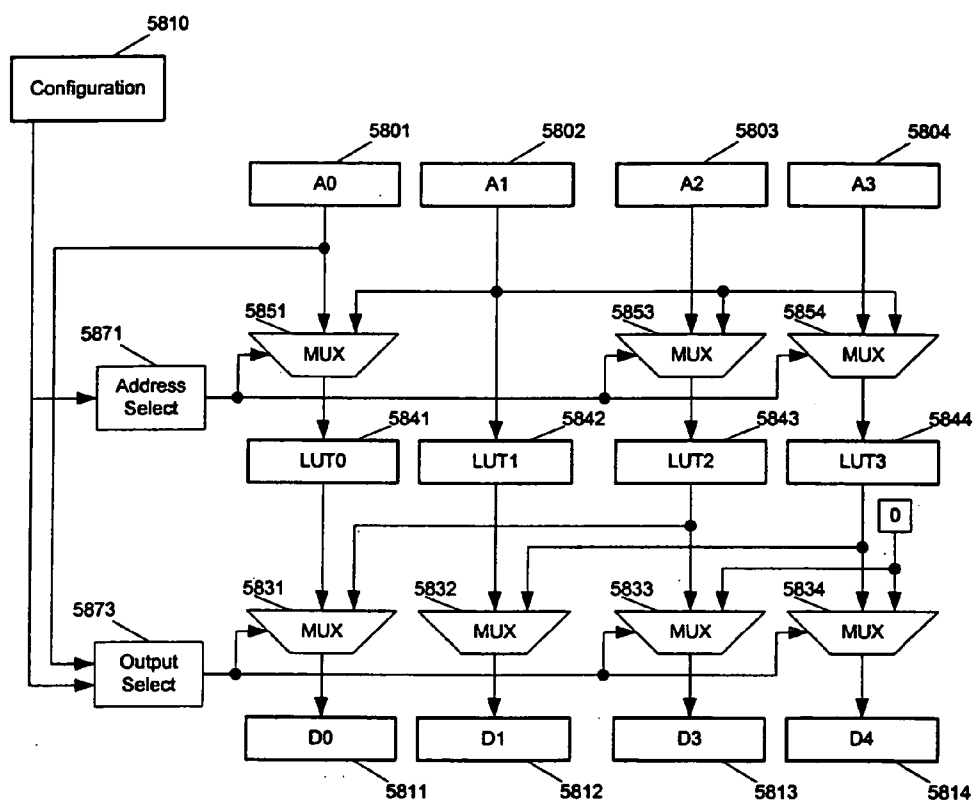 5810
Configuration
5801
5802
5803
5804
A0
A1
A2
A3
5851
5853
5854
5871
MUX
MUX
MUX
Address
Select
5841
5842
5843
5844
LUT0
LUT1
LUT2
LUT3
0
5831
5832
5833
5834
5873
MUX
MUX
MUX
MUX
Output
Select
D0
D1
D3
D4
5811
5812
5813
5814